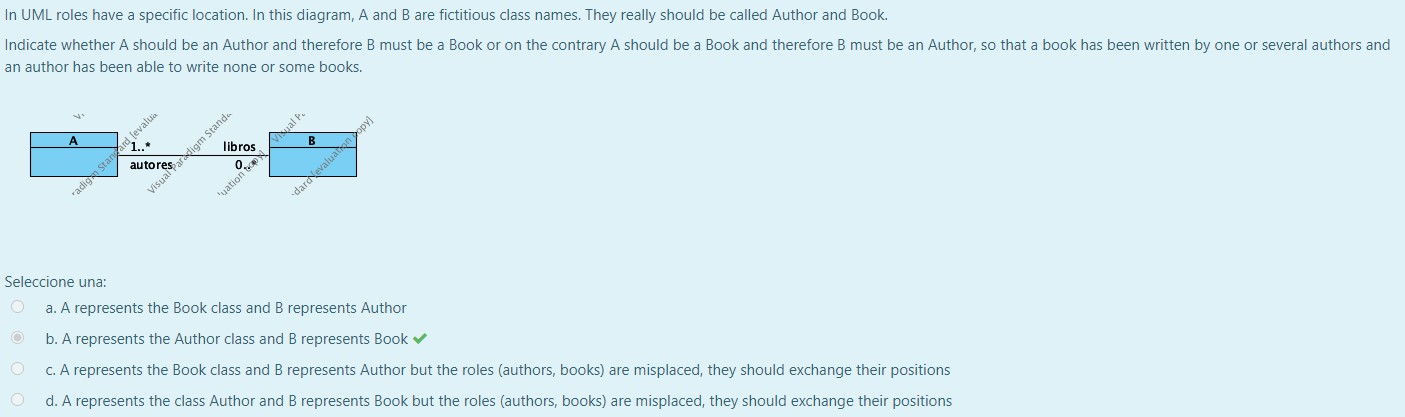 In UML roles have a specific location. In this diagram, A and B are fictitious class names. They really should be called Author and Book.
Indicate whether A should be an Author and therefore B must be a Book or on the contrary A should be a Book and therefore B must be an Author, so that a book has been written by one or several authors and
an author has been able to write none or some books.
A
1..*
autores
libros
0..*
B
Visual Paradigm Standa
Seleccione una:
a. A represents the Book class and B represents Author
b. A represents the Author class and B represents Book
c. A represents the Book class and B represents Author but the roles (authors, books) are misplaced, they should exchange their positions
d. A represents the class Author and B represents Book but the roles (authors, books) are misplaced, they should exchange their positions